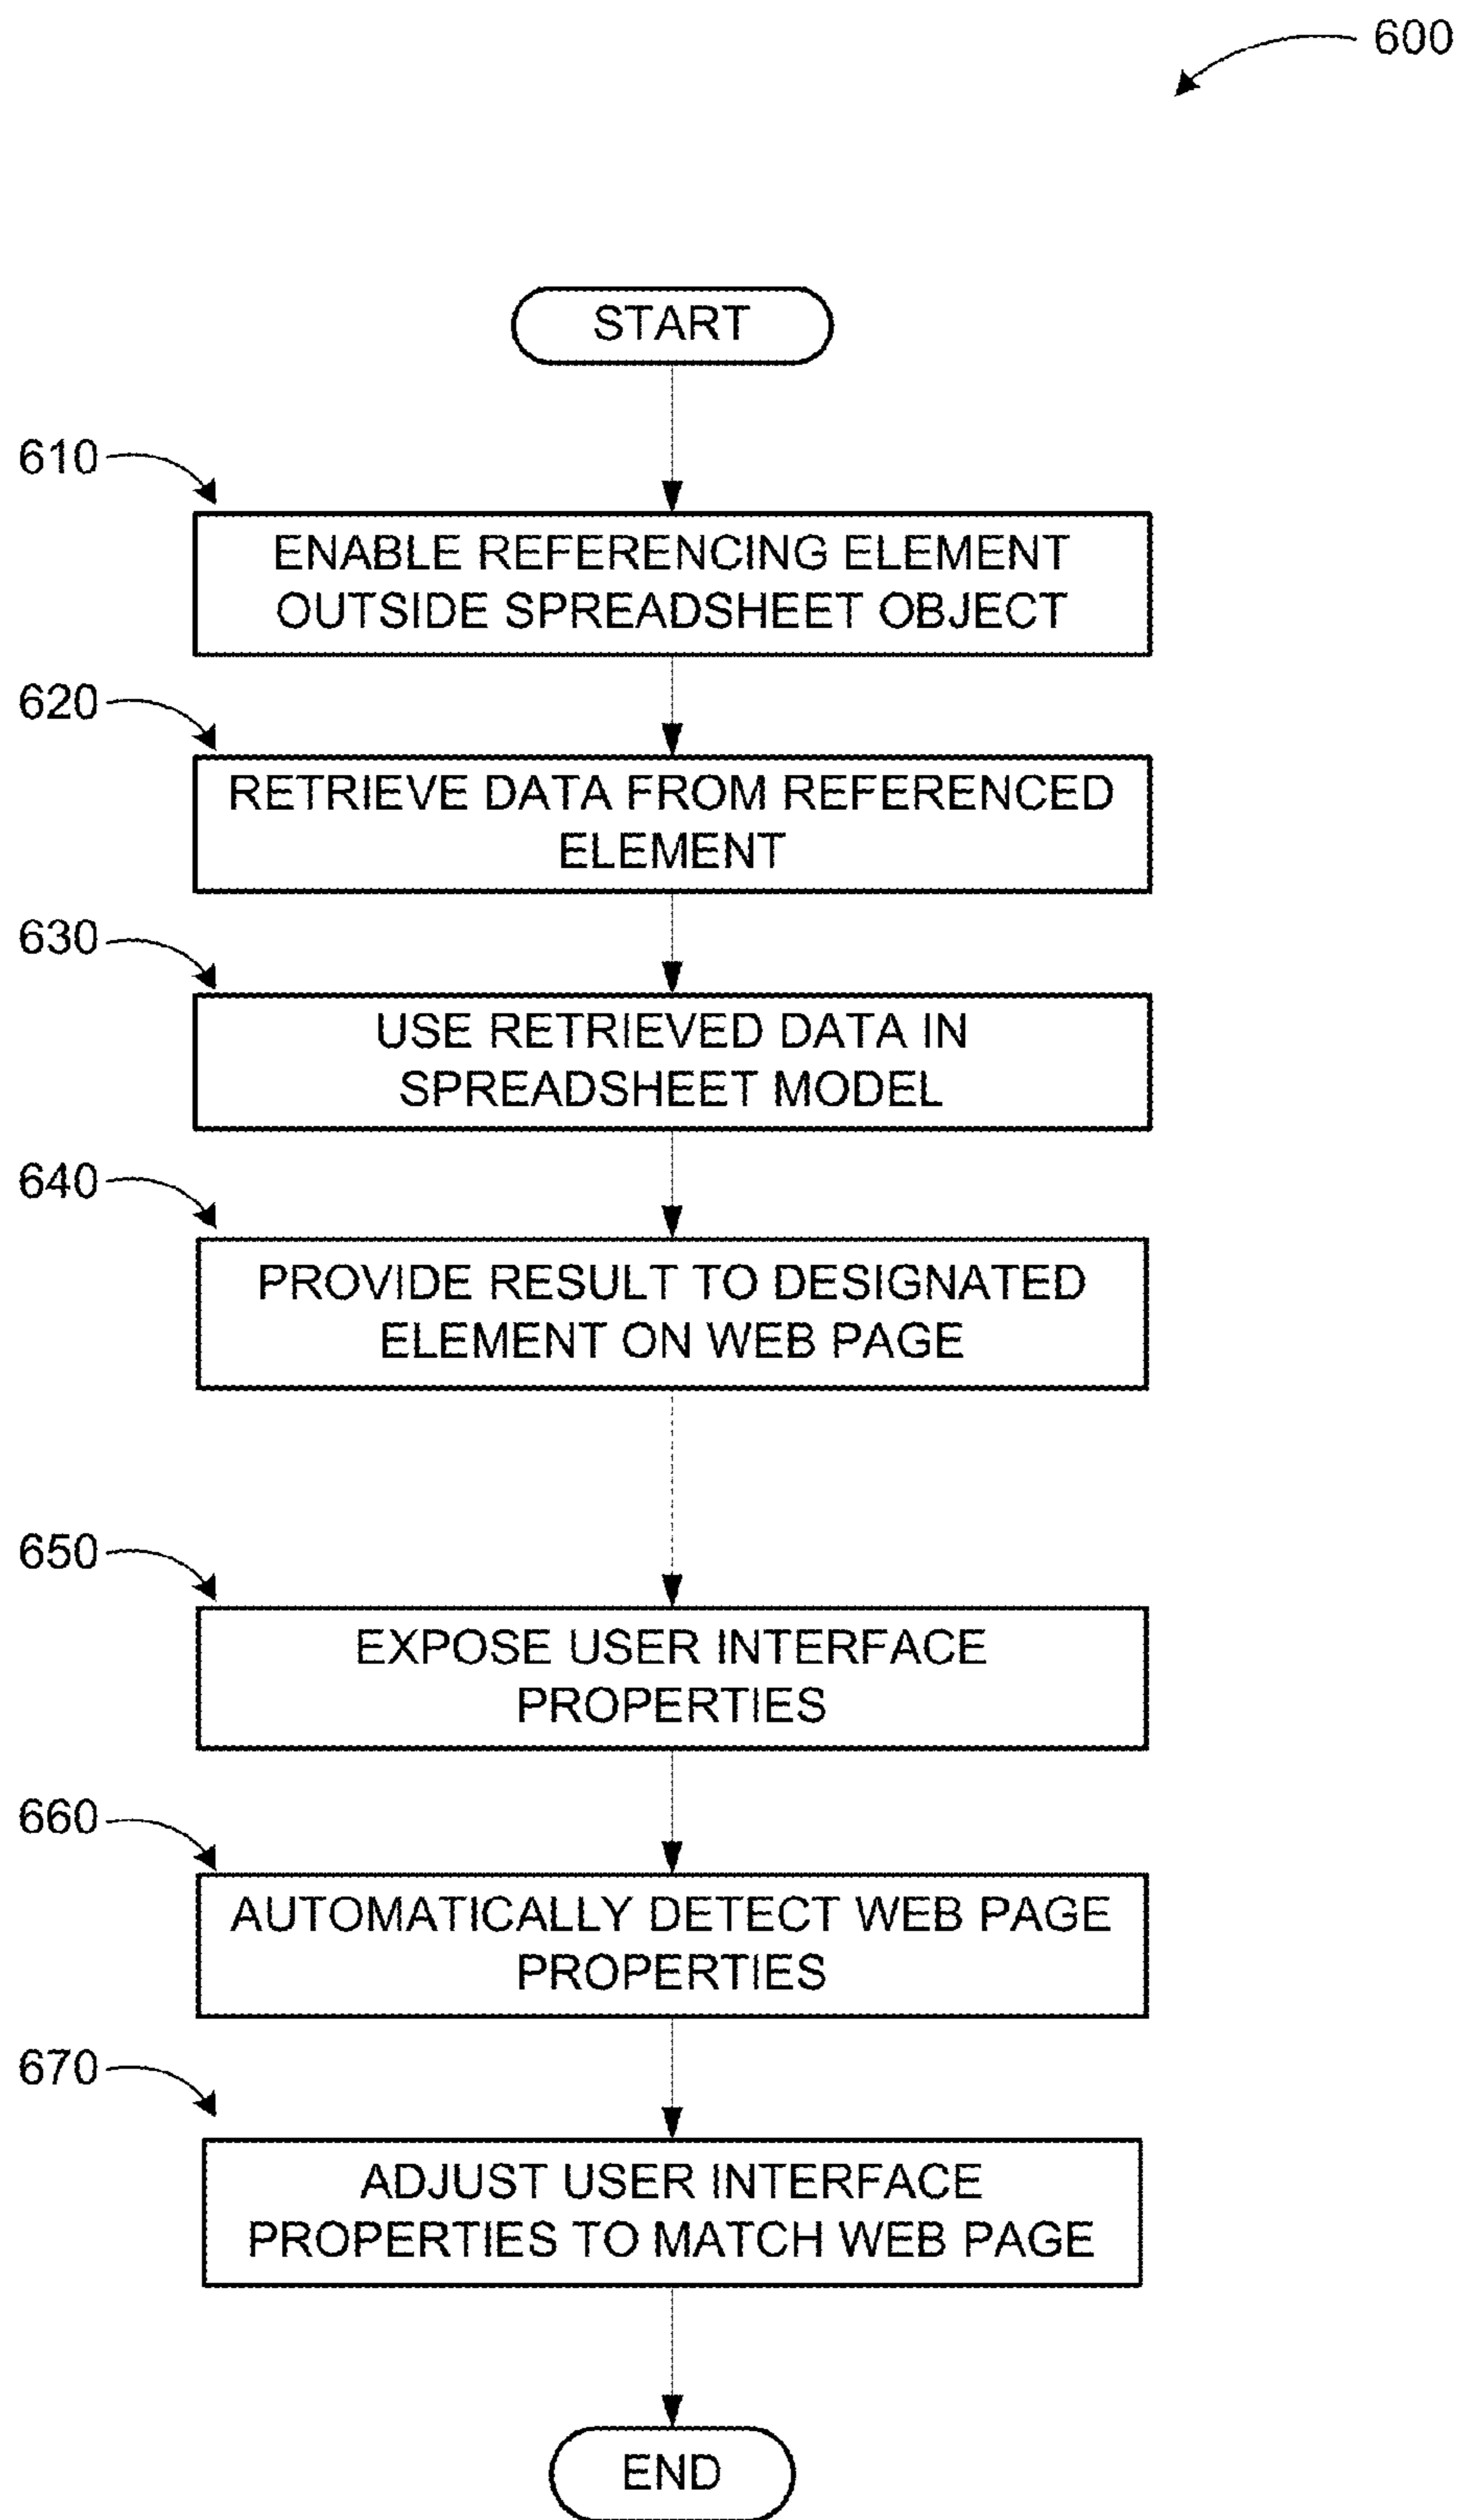 600
START
610
ENABLE REFERENCING ELEMENT
OUTSIDE SPREADSHEET OBJECT
620
RETRIEVE DATA FROM REFERENCED
ELEMENT
630
USE RETRIEVED DATA IN
SPREADSHEET MODEL
640
PROVIDE RESULT TO DESIGNATED
ELEMENT ON WEB PAGE
650
EXPOSE USER INTERFACE
PROPERTIES
660
AUTOMATICALLY DETECT WEB PAGE
PROPERTIES
670
ADJUST USER INTERFACE
PROPERTIES TO MATCH WEB PAGE
END